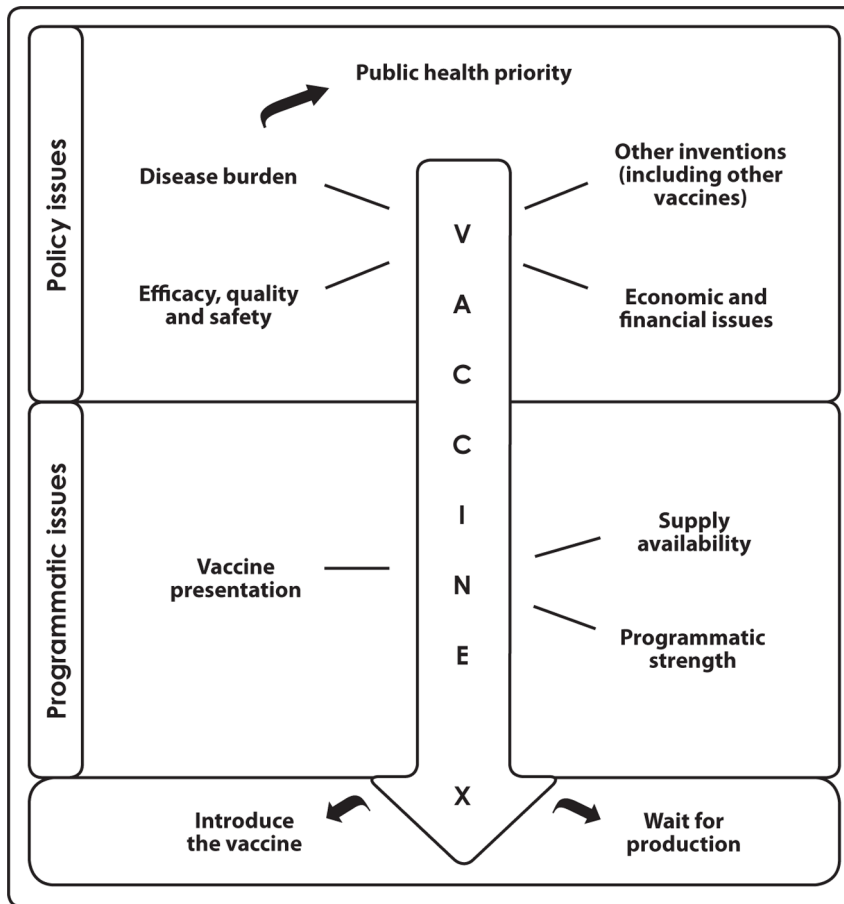 Policy issues
Public health priority
Disease burden
Other inventions
(including other
vaccines)
Efficacy, quality
and safety
Economic and
financial issues
V
A
C
C
I
N
E
X
Programmatic issues
Vaccine
presentation
Supply
availability
Programmatic
strength
Introduce
the vaccine
Wait for
production